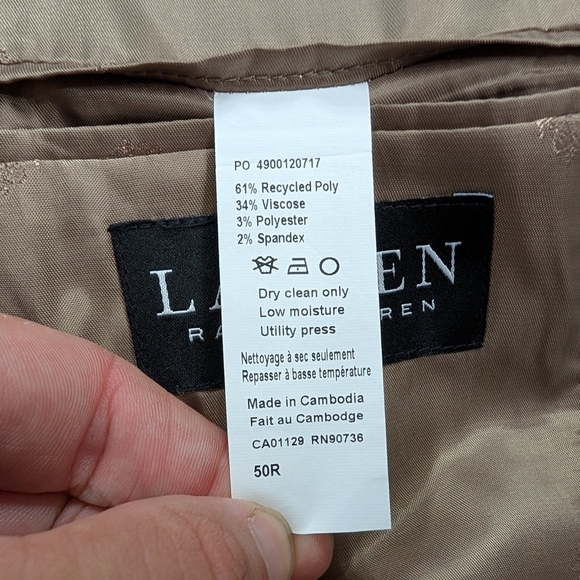 PO 4900120717
61% Recycled Poly
34% Viscose
3% Polyester
2% Spandex
Dry clean only
Low moisture
Utility press
Nettoyage à sec seulement
Repasser à basse température
Made in Cambodia
Fait au Cambodge
CA01129 RN90736
50R